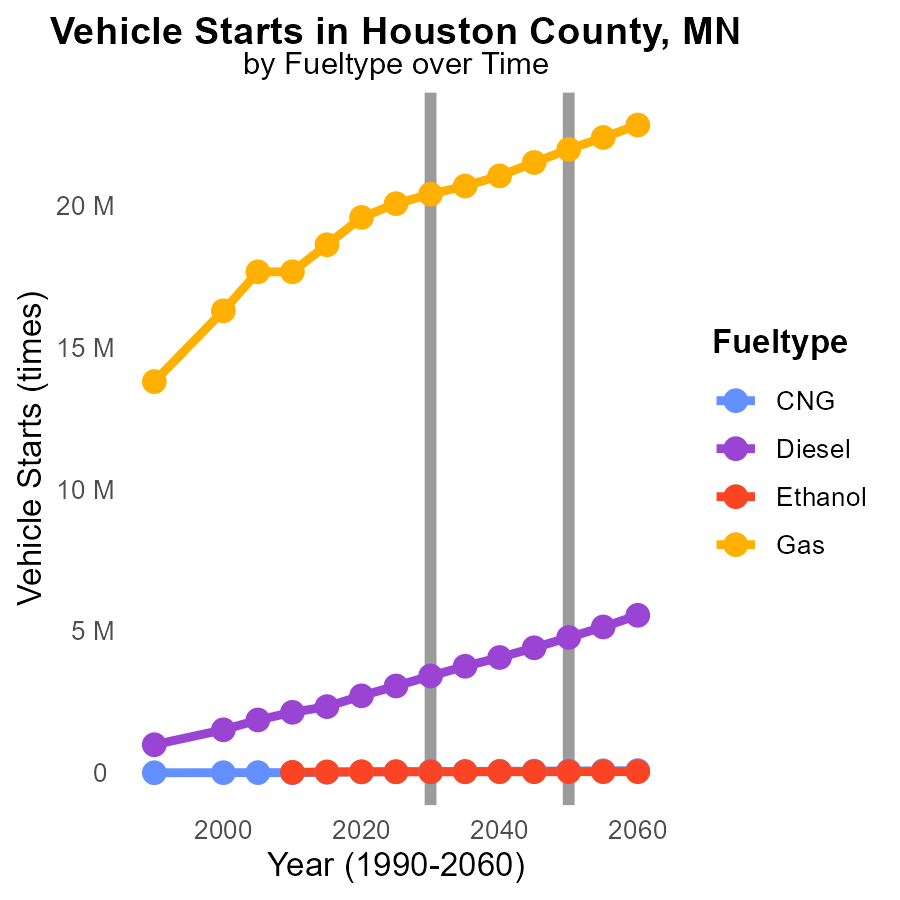 Vehicle Starts in Houston County, MN
by Fueltype over Time
Vehicle Starts (times)
20 M
15 M
10 M
5 M
0
2000 2020 2040 2060
Year (1990-2060)
Fueltype
CNG
Diesel
Ethanol
Gas